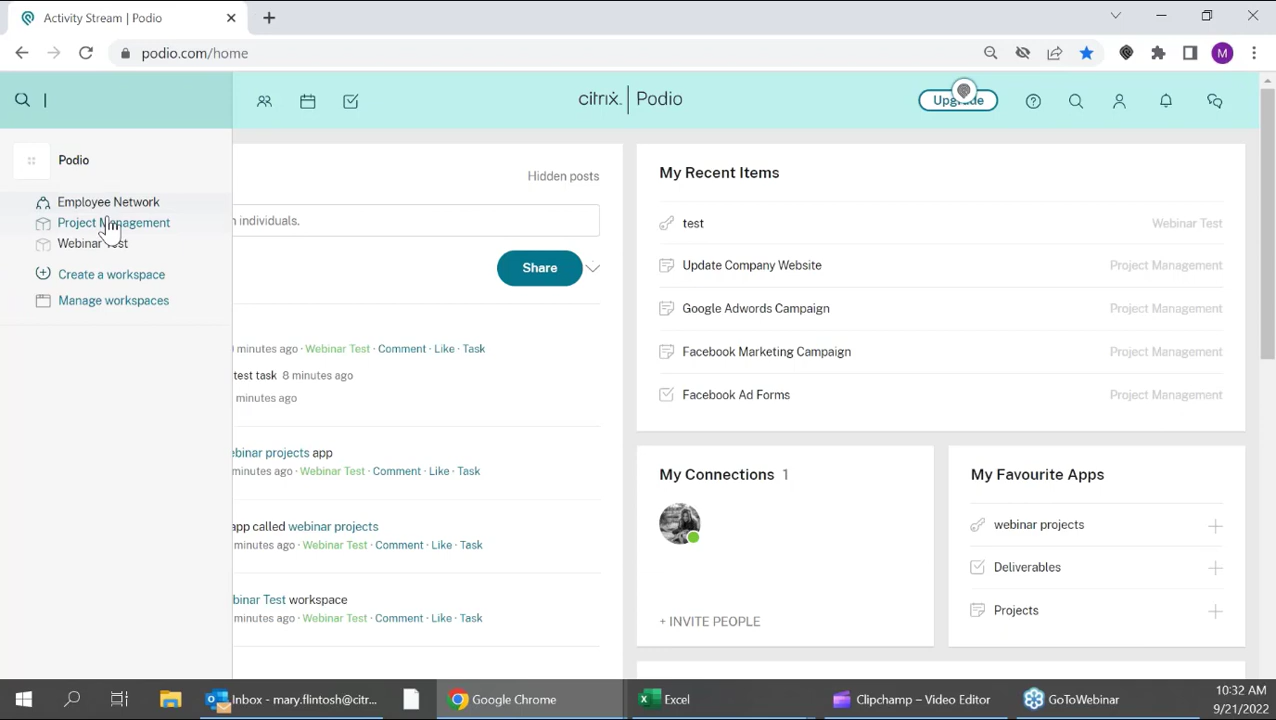 Activity Stream | Podio
podio.com/home
M
citrix. | Podio
Upgrade
Podio
Employee Network
Project Management
Webinar Test
Create a workspace
Manage workspaces
Hidden posts
n individuals.
Share
minutes ago · Webinar Test · Comment · Like · Task
test task 8 minutes ago
minutes ago
ebinar projects app
minutes ago · Webinar Test · Comment · Like · Task
app called webinar projects
minutes ago · Webinar Test · Comment · Like · Task
binar Test workspace
minutes ago · Webinar Test · Comment · Like · Task
My Recent Items
test Webinar Test
Update Company Website Project Management
Google Adwords Campaign Project Management
Facebook Marketing Campaign Project Management
Facebook Ad Forms Project Management
My Connections 1
+ INVITE PEOPLE
My Favourite Apps
webinar projects
Deliverables
Projects
Inbox - mary.flintosh@citr...
Google Chrome
Excel
Clipchamp – Video Editor
GoToWebinar
10:32 AM
9/21/2022